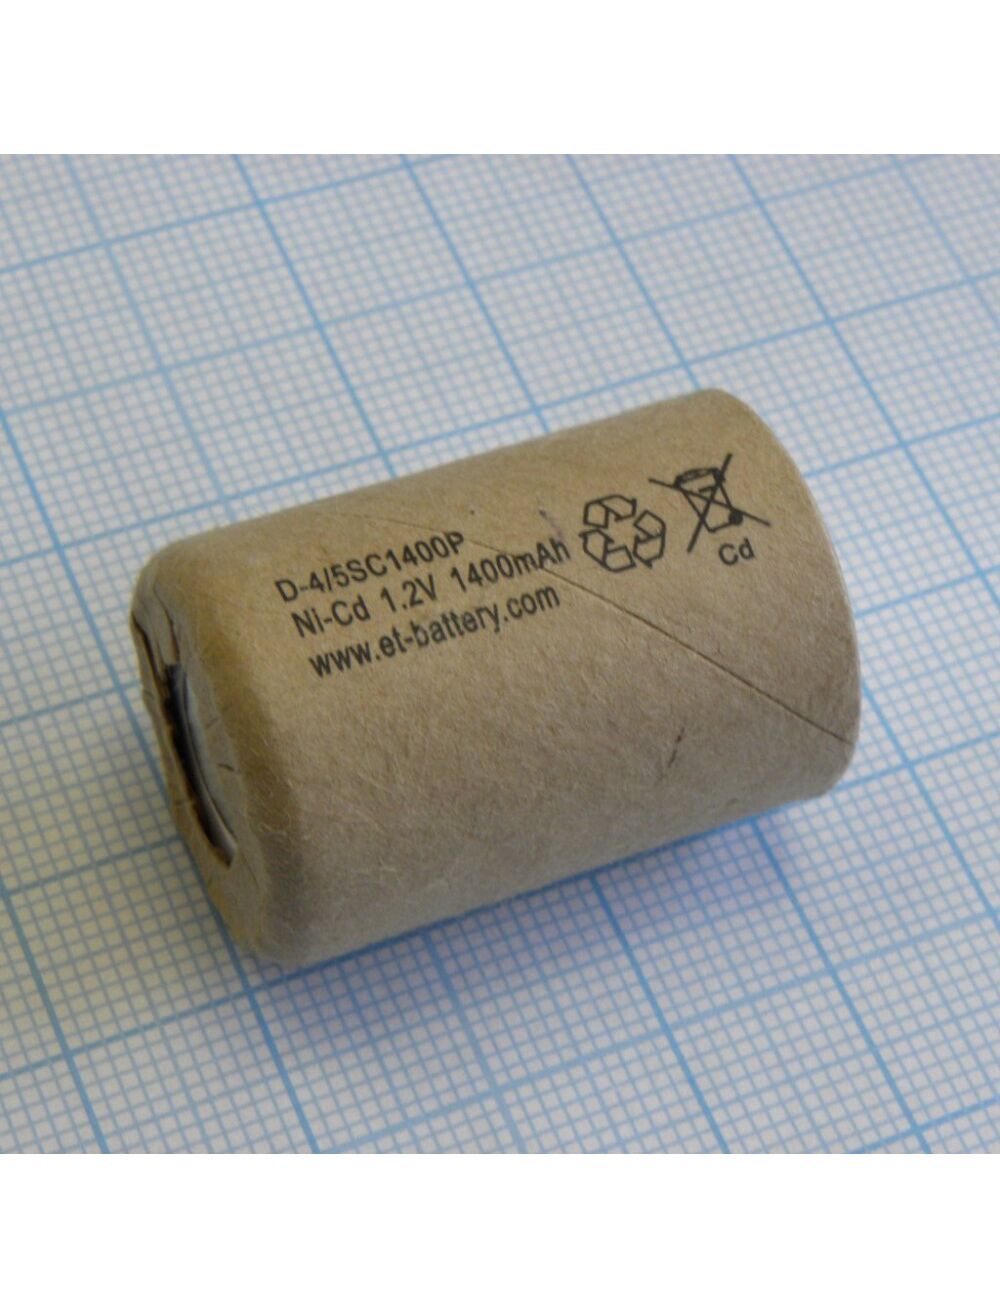 D-4/5SC1400P
Ni-Cd 1.2V 1400mAh
www.et-battery.com
Cd